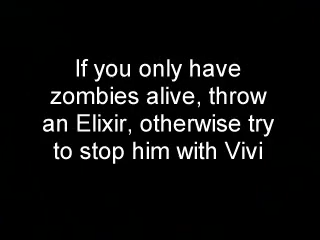 If you only have
zombies alive, throw
an Elixir, otherwise try
to stop him with Vivi